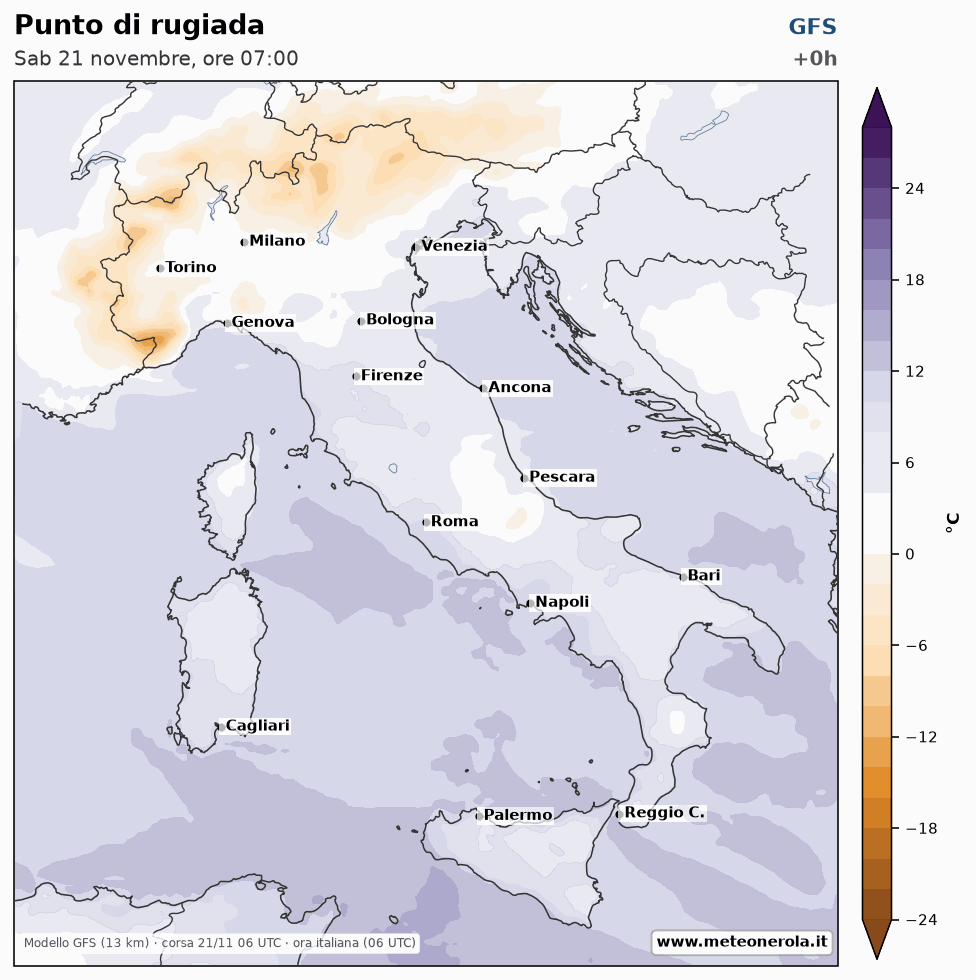 Punto di rugiada
GFS
Sab 21 novembre, ore 07:00
+0h
Milano
Venezia
Torino
Genova
Bologna
Firenze
Ancona
Pescara
Roma
Bari
Napoli
Cagliari
Palermo
Reggio C.
24
18
12
6
0
−6
−12
−18
−24
°C
Modello GFS (13 km) · corsa 21/11 06 UTC · ora italiana (06 UTC)
www.meteonerola.it